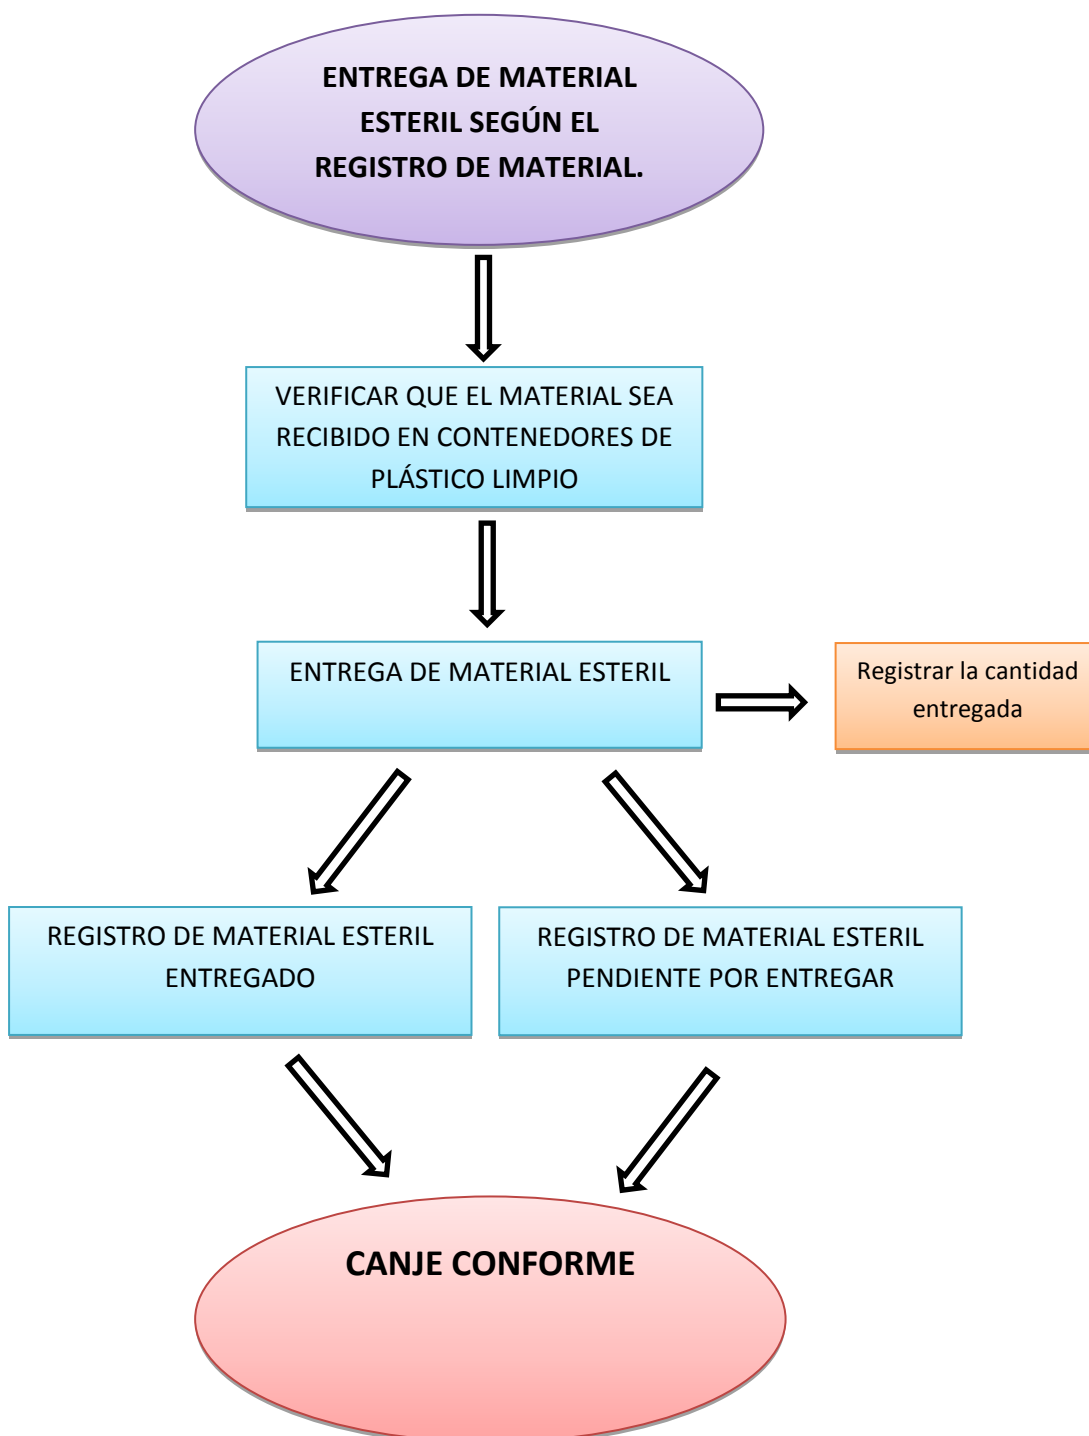 ENTREGA DE MATERIAL
ESTERIL SEGÚN EL
REGISTRO DE MATERIAL.
VERIFICAR QUE EL MATERIAL SEA
RECIBIDO EN CONTENEDORES DE
PLÁSTICO LIMPIO
ENTREGA DE MATERIAL ESTERIL
Registrar la cantidad
entregada
REGISTRO DE MATERIAL ESTERIL
ENTREGADO
REGISTRO DE MATERIAL ESTERIL
PENDIENTE POR ENTREGAR
CANJE CONFORME